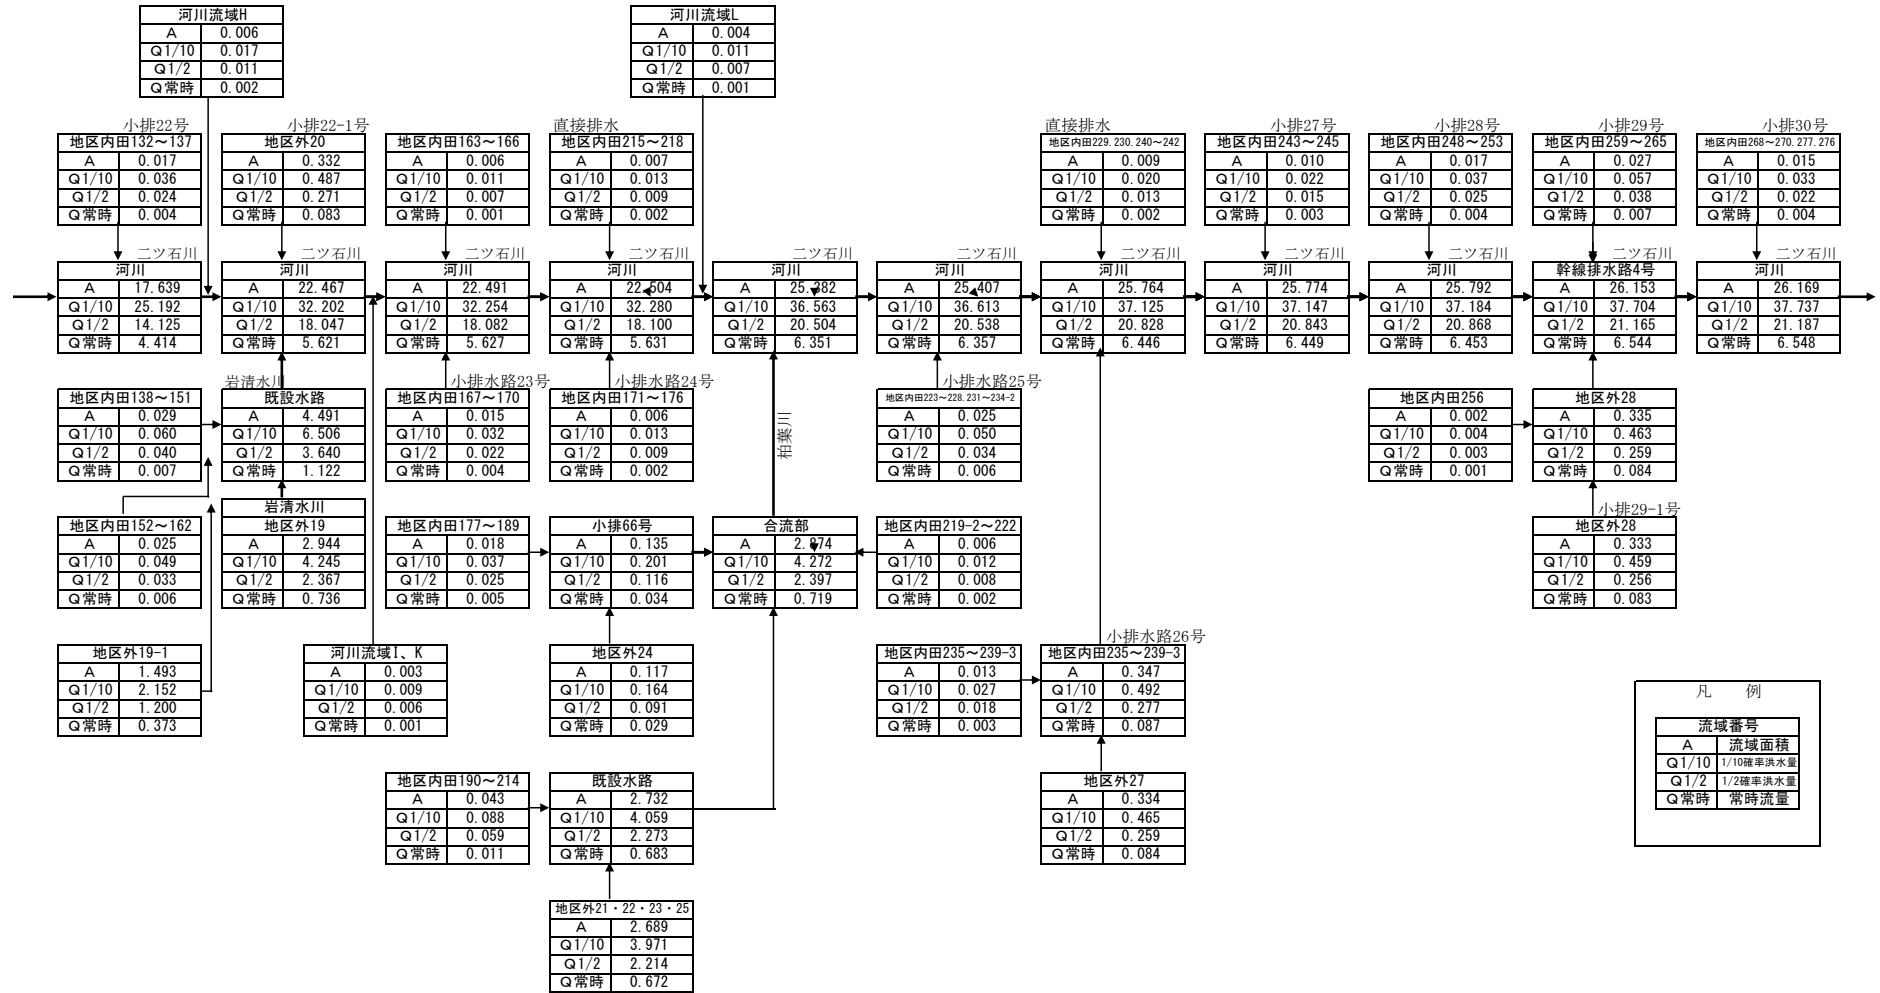 河川流域H
A 0.006
Q1/10 0.017
Q1/2 0.011
Q常時 0.002
河川流域L
A 0.004
Q1/10 0.011
Q1/2 0.007
Q常時 0.001
小排22号
地区内田132～137
A 0.017
Q1/10 0.036
Q1/2 0.024
Q常時 0.004
小排22-1号
地区外20
A 0.332
Q1/10 0.487
Q1/2 0.271
Q常時 0.083
地区内田163～166
A 0.006
Q1/10 0.011
Q1/2 0.007
Q常時 0.001
直接排水
地区内田215～218
A 0.007
Q1/10 0.013
Q1/2 0.009
Q常時 0.002
直接排水
地区内田229.230.240～242
A 0.009
Q1/10 0.020
Q1/2 0.013
Q常時 0.002
小排27号
地区内田243～245
A 0.010
Q1/10 0.022
Q1/2 0.015
Q常時 0.003
小排28号
地区内田248～253
A 0.017
Q1/10 0.037
Q1/2 0.025
Q常時 0.004
小排29号
地区内田259～265
A 0.027
Q1/10 0.057
Q1/2 0.038
Q常時 0.007
小排30号
地区内田268～270.277.276
A 0.015
Q1/10 0.033
Q1/2 0.022
Q常時 0.004
二ツ石川
河川
A 17.639
Q1/10 25.192
Q1/2 14.125
Q常時 4.414
二ツ石川
河川
A 22.467
Q1/10 32.202
Q1/2 18.047
Q常時 5.621
二ツ石川
河川
A 22.491
Q1/10 32.254
Q1/2 18.082
Q常時 5.627
二ツ石川
河川
A 22.504
Q1/10 32.280
Q1/2 18.100
Q常時 5.631
二ツ石川
河川
A 25.382
Q1/10 36.563
Q1/2 20.504
Q常時 6.351
二ツ石川
河川
A 25.407
Q1/10 36.613
Q1/2 20.538
Q常時 6.357
二ツ石川
河川
A 25.764
Q1/10 37.125
Q1/2 20.828
Q常時 6.446
二ツ石川
河川
A 25.774
Q1/10 37.147
Q1/2 20.843
Q常時 6.449
二ツ石川
河川
A 25.792
Q1/10 37.184
Q1/2 20.868
Q常時 6.453
二ツ石川
幹線排水路4号
A 26.153
Q1/10 37.704
Q1/2 21.165
Q常時 6.544
二ツ石川
河川
A 26.169
Q1/10 37.737
Q1/2 21.187
Q常時 6.548
地区内田138～151
A 0.029
Q1/10 0.060
Q1/2 0.040
Q常時 0.007
岩清水川
既設水路
A 4.491
Q1/10 6.506
Q1/2 3.640
Q常時 1.122
小排水路23号
地区内田167～170
A 0.015
Q1/10 0.032
Q1/2 0.022
Q常時 0.004
小排水路24号
地区内田171～176
A 0.006
Q1/10 0.013
Q1/2 0.009
Q常時 0.002
柏葉川
小排水路25号
地区内田223～228.231～234-2
A 0.025
Q1/10 0.050
Q1/2 0.034
Q常時 0.006
地区内田256
A 0.002
Q1/10 0.004
Q1/2 0.003
Q常時 0.001
地区外28
A 0.335
Q1/10 0.463
Q1/2 0.259
Q常時 0.084
地区内田152～162
A 0.025
Q1/10 0.049
Q1/2 0.033
Q常時 0.006
岩清水川
地区外19
A 2.944
Q1/10 4.245
Q1/2 2.367
Q常時 0.736
地区内田177～189
A 0.018
Q1/10 0.037
Q1/2 0.025
Q常時 0.005
小排66号
A 0.135
Q1/10 0.201
Q1/2 0.116
Q常時 0.034
合流部
A 2.874
Q1/10 4.272
Q1/2 2.397
Q常時 0.719
地区内田219-2～222
A 0.006
Q1/10 0.012
Q1/2 0.008
Q常時 0.002
小排29-1号
地区外28
A 0.333
Q1/10 0.459
Q1/2 0.256
Q常時 0.083
地区外19-1
A 1.493
Q1/10 2.152
Q1/2 1.200
Q常時 0.373
河川流域I、K
A 0.003
Q1/10 0.009
Q1/2 0.006
Q常時 0.001
地区外24
A 0.117
Q1/10 0.164
Q1/2 0.091
Q常時 0.029
地区内田235～239-3
A 0.013
Q1/10 0.027
Q1/2 0.018
Q常時 0.003
小排水路26号
地区内田235～239-3
A 0.347
Q1/10 0.492
Q1/2 0.277
Q常時 0.087
地区内田190～214
A 0.043
Q1/10 0.088
Q1/2 0.059
Q常時 0.011
既設水路
A 2.732
Q1/10 4.059
Q1/2 2.273
Q常時 0.683
地区外27
A 0.334
Q1/10 0.465
Q1/2 0.259
Q常時 0.084
地区外21・22・23・25
A 2.689
Q1/10 3.971
Q1/2 2.214
Q常時 0.672
凡 例
流域番号
A 流域面積
Q1/10 1/10確率洪水量
Q1/2 1/2確率洪水量
Q常時 常時流量